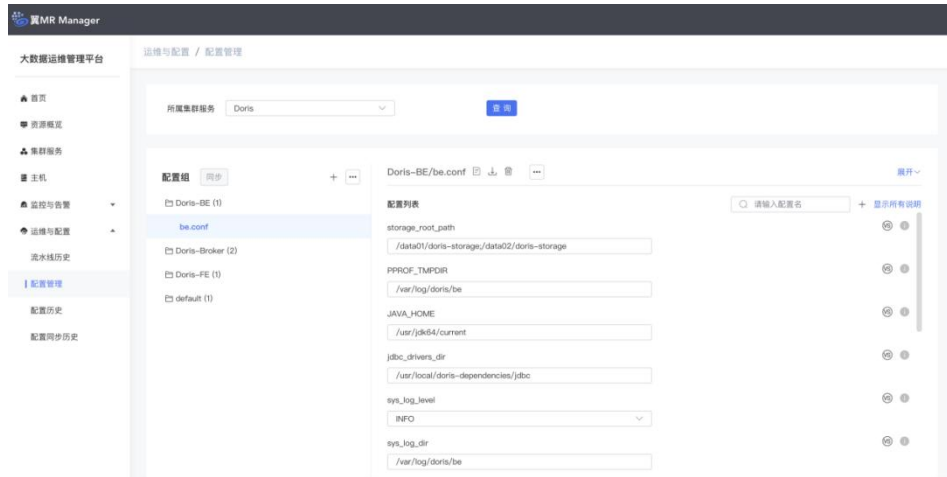 翼MR Manager
大数据运维管理平台
运维与配置 / 配置管理
首页
资源概览
集群服务
主机
监控与告警
运维与配置
流水线历史
配置管理
配置历史
配置同步历史
所属集群服务 Doris 查询
配置组 同步 + ...
Doris-BE (1)
be.conf
Doris-Broker (2)
Doris-FE (1)
default (1)
Doris-BE/be.conf ... 展开
配置列表 请输入配置名 + 显示所有说明
storage_root_path
/data01/doris-storage;/data02/doris-storage
PPROF_TMPDIR
/var/log/doris/be
JAVA_HOME
/usr/jdk64/current
jdbc_drivers_dir
/usr/local/doris-dependencies/jdbc
sys_log_level
INFO
sys_log_dir
/var/log/doris/be